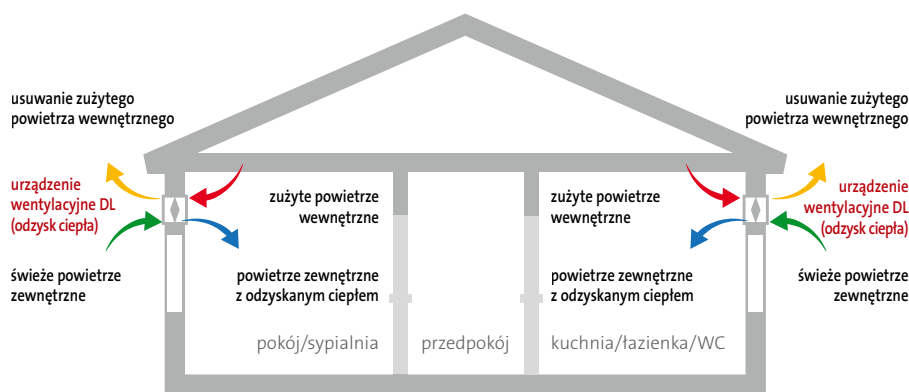 usuwanie zużytego
powietrza wewnętrznego
urządzenie
wentylacyjne DL
(odzysk ciepła)
świeże powietrze
zewnętrzne
zużyte powietrze
wewnętrzne
powietrze zewnętrzne
z odzyskanym ciepłem
pokój/sypialnia
przedpokój
zużyte powietrze
wewnętrzne
powietrze zewnętrzne
z odzyskanym ciepłem
kuchnia/łazienka/WC
usuwanie zużytego
powietrza wewnętrznego
urządzenie
wentylacyjne DL
(odzysk ciepła)
świeże powietrze
zewnętrzne